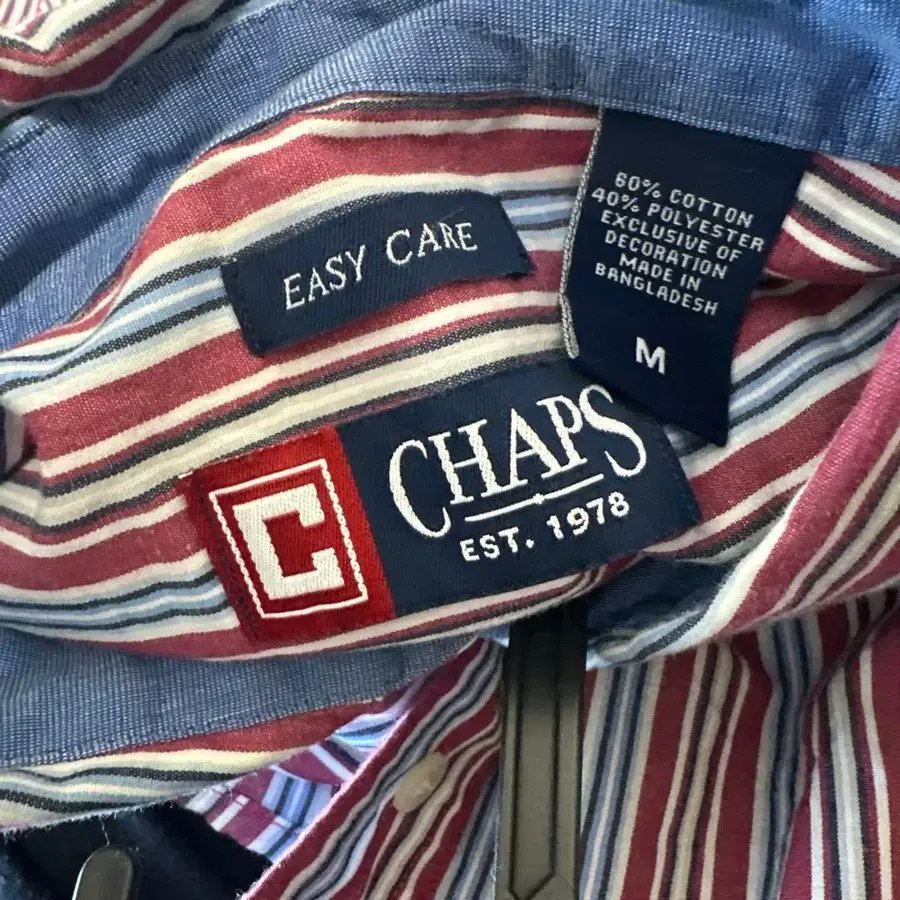 60% COTTON
40% POLYESTER
EXCLUSIVE OF
DECORATION
MADE IN
BANGLADESH
M
EASY CARE
C
CHAPS
EST. 1978